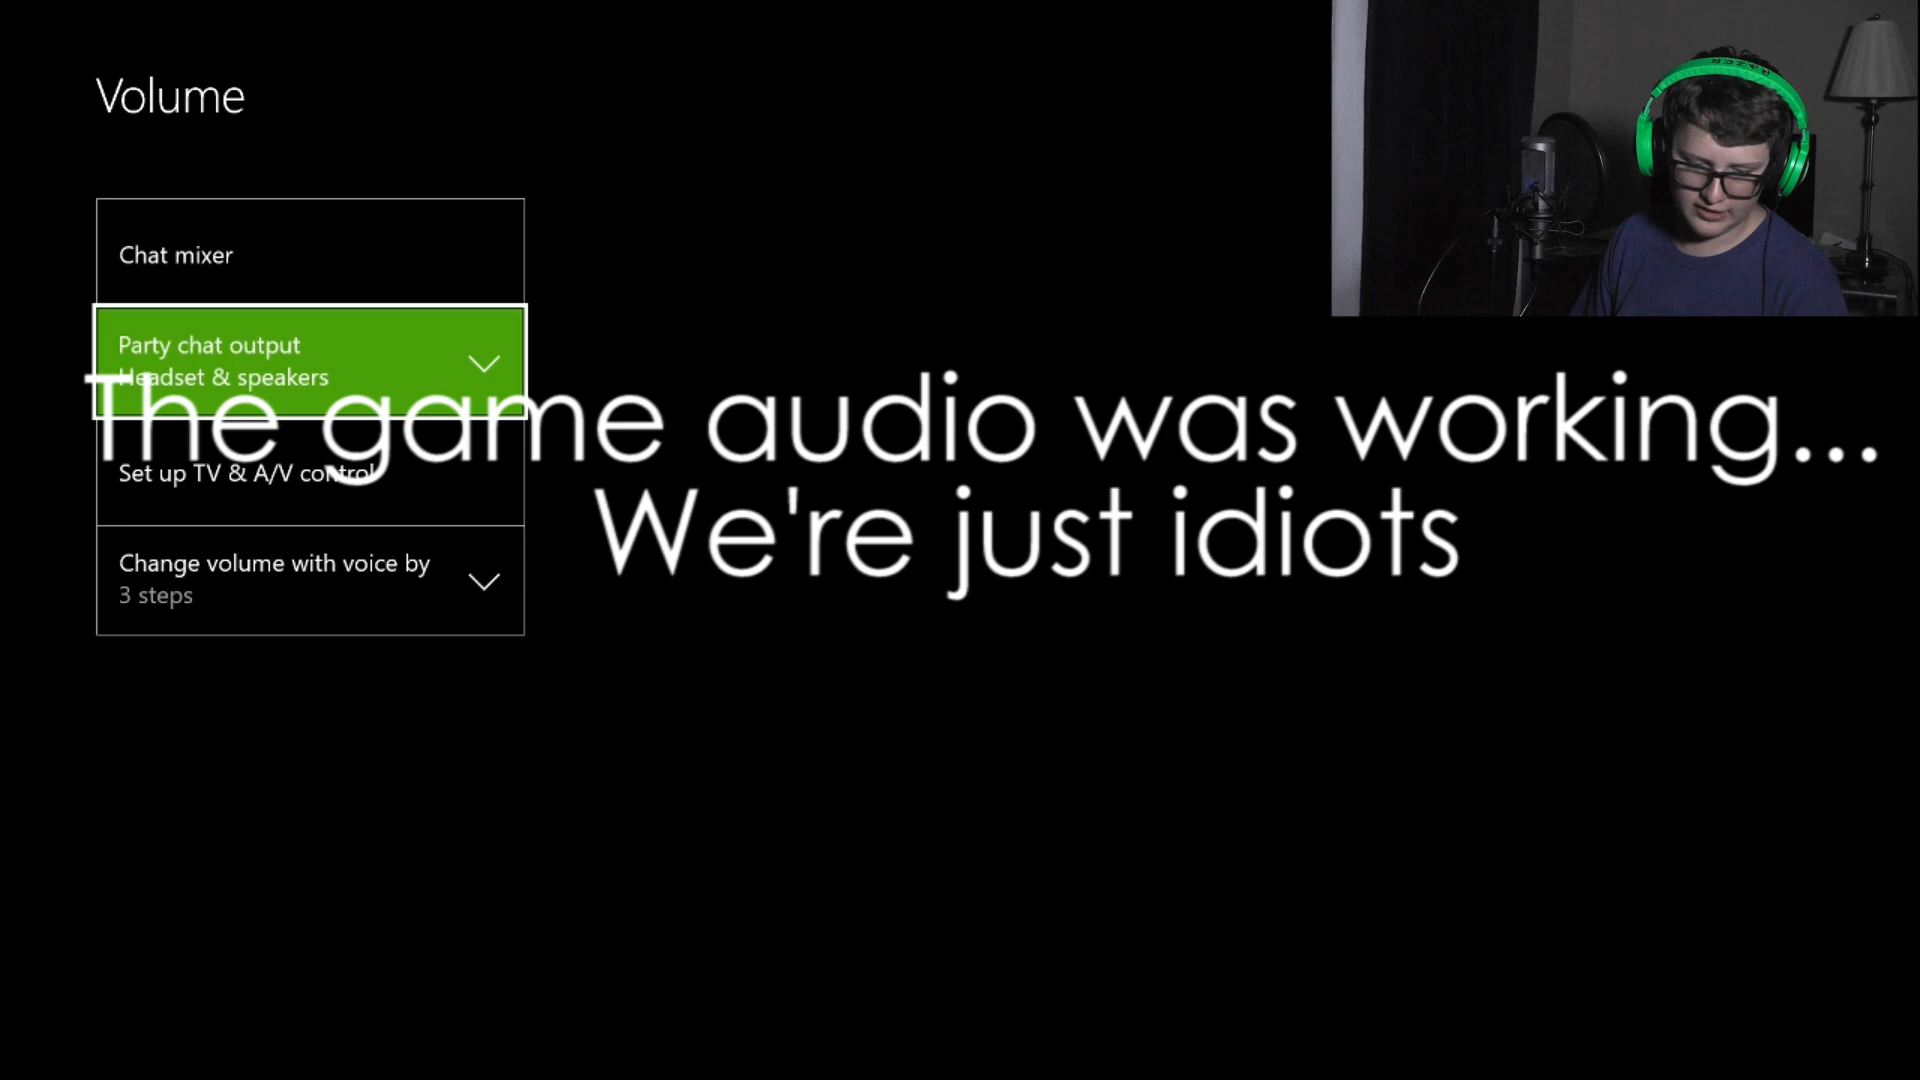 Volume
Chat mixer
Party chat output
Headset & speakers
The game audio was working...
Set up TV & A/V control
We're just idiots
Change volume with voice by
3 steps
RAZER